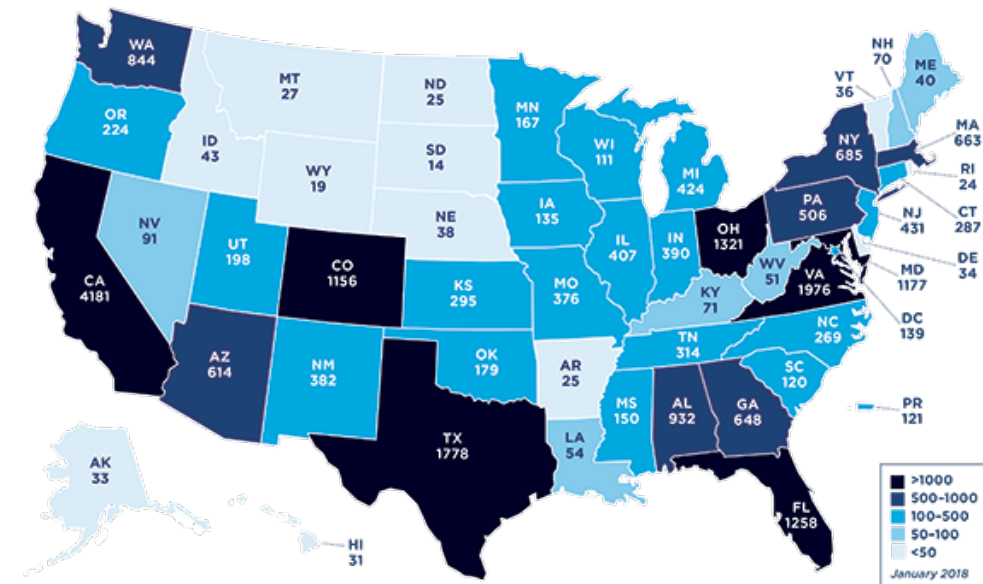 WA
844
OR
224
CA
4181
NV
91
ID
43
MT
27
WY
19
UT
198
CO
1156
AZ
614
NM
382
ND
25
SD
14
NE
38
KS
295
OK
179
TX
1778
MN
167
IA
135
MO
376
AR
25
LA
54
WI
111
IL
407
MS
150
MI
424
IN
390
KY
71
TN
314
AL
932
OH
1321
WV
51
GA
648
FL
1258
SC
120
NC
269
VA
1976
PA
506
NY
685
VT
36
NH
70
ME
40
MA
663
RI
24
CT
287
NJ
431
DE
34
MD
1177
DC
139
PR
121
AK
33
HI
31
>1000
500-1000
100-500
50-100
<50
January 2018